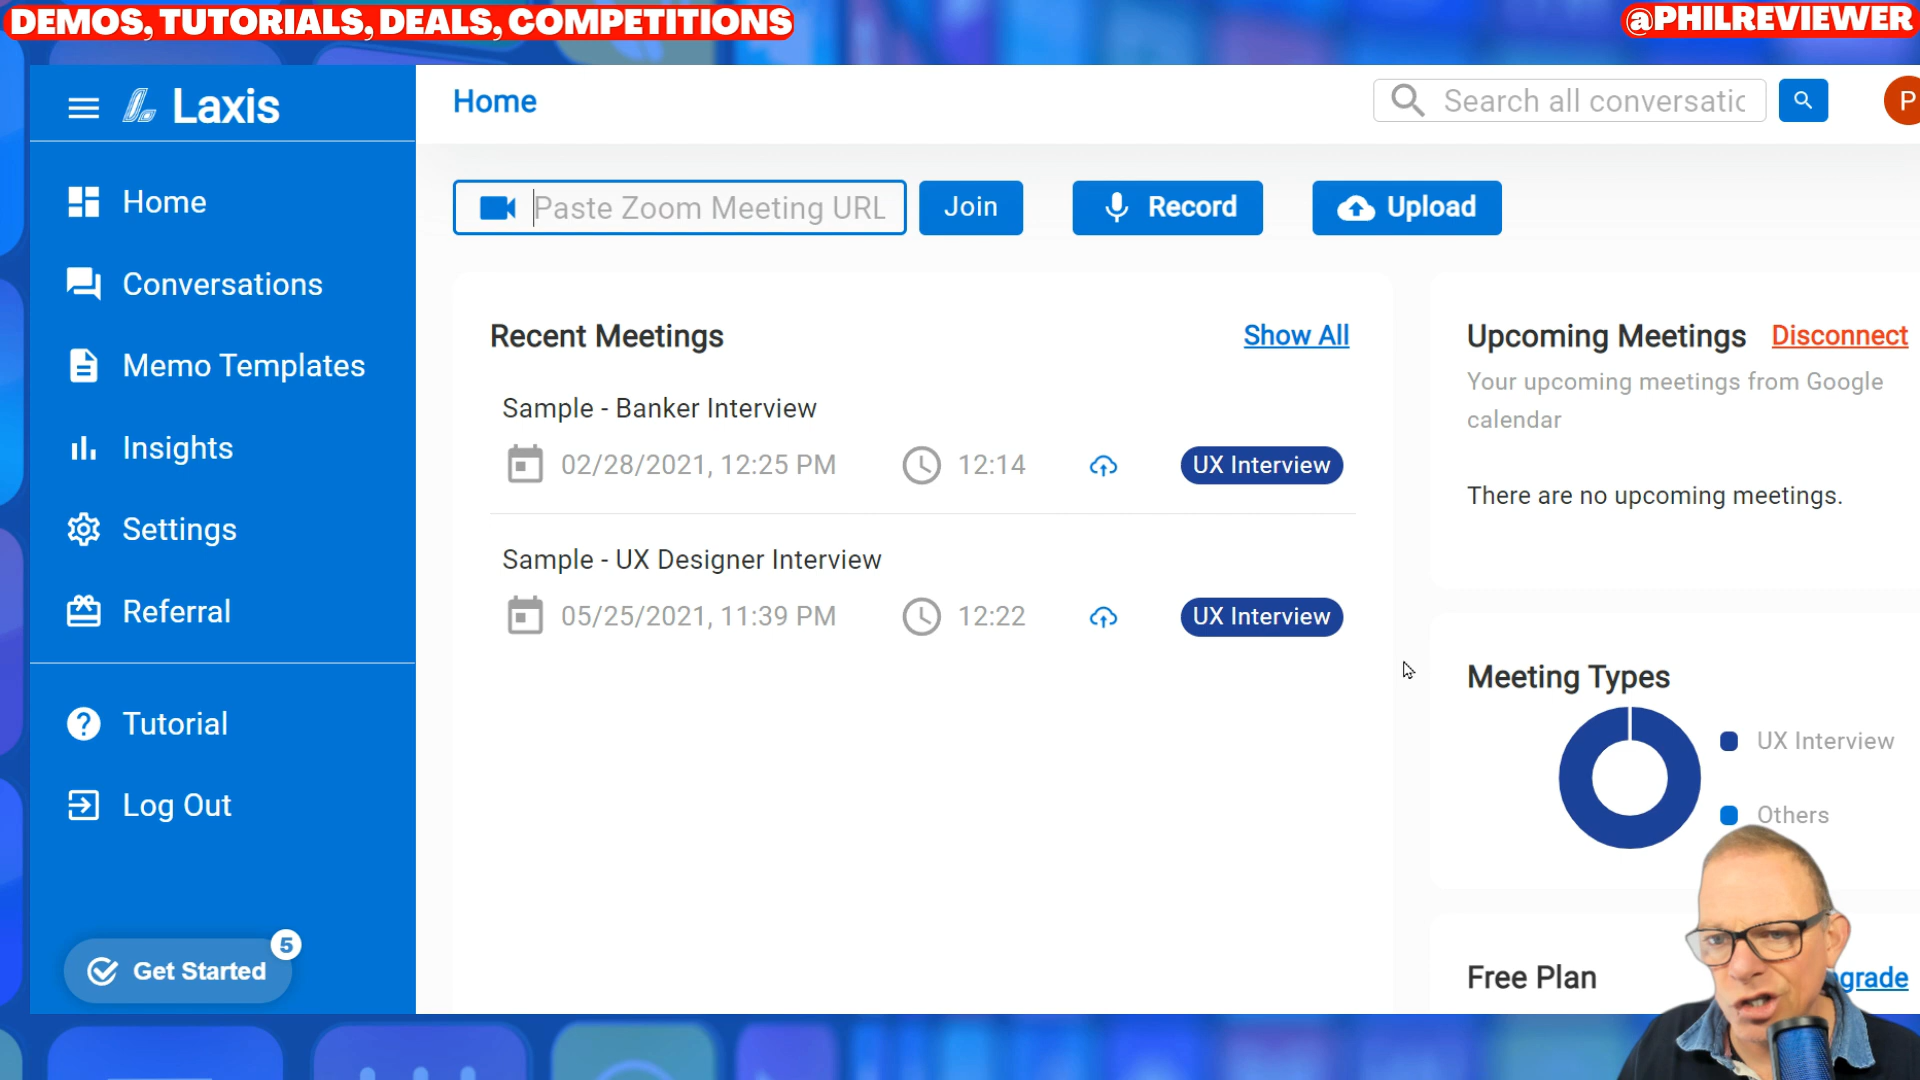 DEMOS, TUTORIALS, DEALS, COMPETITIONS
@PHILREVIEWER
Laxis
Home
Search all conversatic
P
Home
Conversations
Memo Templates
Insights
Settings
Referral
Tutorial
Log Out
5
Get Started
Paste Zoom Meeting URL
Join
Record
Upload
Recent Meetings
Show All
Sample - Banker Interview
02/28/2021, 12:25 PM
12:14
UX Interview
Sample - UX Designer Interview
05/25/2021, 11:39 PM
12:22
UX Interview
Upcoming Meetings
Disconnect
Your upcoming meetings from Google
calendar
There are no upcoming meetings.
Meeting Types
UX Interview
Others
Free Plan
grade